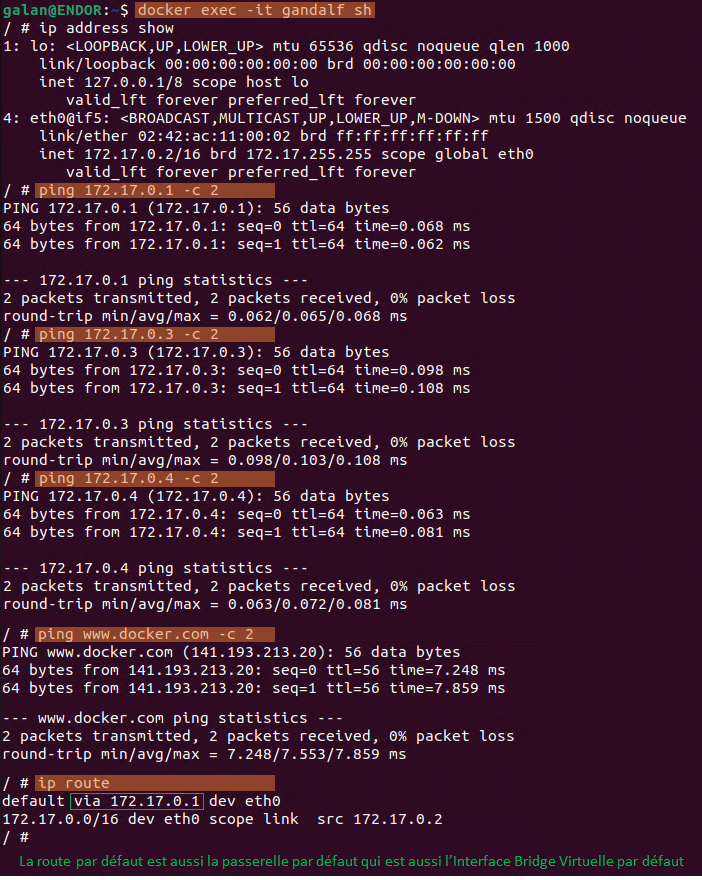 galan@ENDOR:~$ docker exec -it gandalf sh
/ # ip address show
1: lo: <LOOPBACK,UP,LOWER_UP> mtu 65536 qdisc noqueue qlen 1000
    link/loopback 00:00:00:00:00:00 brd 00:00:00:00:00:00
    inet 127.0.0.1/8 scope host lo
       valid_lft forever preferred_lft forever
4: eth0@if5: <BROADCAST,MULTICAST,UP,LOWER_UP,M-DOWN> mtu 1500 qdisc noqueue
    link/ether 02:42:ac:11:00:02 brd ff:ff:ff:ff:ff:ff
    inet 172.17.0.2/16 brd 172.17.255.255 scope global eth0
       valid_lft forever preferred_lft forever
/ # ping 172.17.0.1 -c 2
PING 172.17.0.1 (172.17.0.1): 56 data bytes
64 bytes from 172.17.0.1: seq=0 ttl=64 time=0.068 ms
64 bytes from 172.17.0.1: seq=1 ttl=64 time=0.062 ms
--- 172.17.0.1 ping statistics ---
2 packets transmitted, 2 packets received, 0% packet loss
round-trip min/avg/max = 0.062/0.065/0.068 ms
/ # ping 172.17.0.3 -c 2
PING 172.17.0.3 (172.17.0.3): 56 data bytes
64 bytes from 172.17.0.3: seq=0 ttl=64 time=0.098 ms
64 bytes from 172.17.0.3: seq=1 ttl=64 time=0.108 ms
--- 172.17.0.3 ping statistics ---
2 packets transmitted, 2 packets received, 0% packet loss
round-trip min/avg/max = 0.098/0.103/0.108 ms
/ # ping 172.17.0.4 -c 2
PING 172.17.0.4 (172.17.0.4): 56 data bytes
64 bytes from 172.17.0.4: seq=0 ttl=64 time=0.063 ms
64 bytes from 172.17.0.4: seq=1 ttl=64 time=0.081 ms
--- 172.17.0.4 ping statistics ---
2 packets transmitted, 2 packets received, 0% packet loss
round-trip min/avg/max = 0.063/0.072/0.081 ms
/ # ping www.docker.com -c 2
PING www.docker.com (141.193.213.20): 56 data bytes
64 bytes from 141.193.213.20: seq=0 ttl=56 time=7.248 ms
64 bytes from 141.193.213.20: seq=1 ttl=56 time=7.859 ms
--- www.docker.com ping statistics ---
2 packets transmitted, 2 packets received, 0% packet loss
round-trip min/avg/max = 7.248/7.553/7.859 ms
/ # ip route
default via 172.17.0.1 dev eth0
172.17.0.0/16 dev eth0 scope link  src 172.17.0.2
/ #
La route par défaut est aussi la passerelle par défaut qui est aussi l'Interface Bridge Virtuelle par défaut